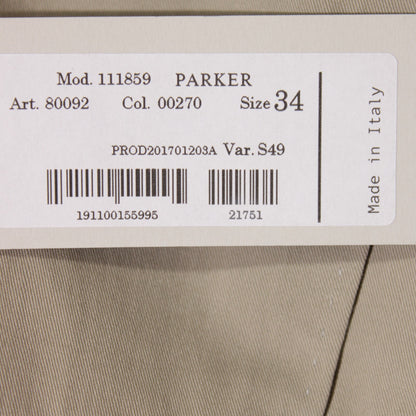 Mod. 111859 PARKER
Art. 80092 Col. 00270 Size 34
PROD201701203A Var. S49
191100155995 21751
Made in Italy